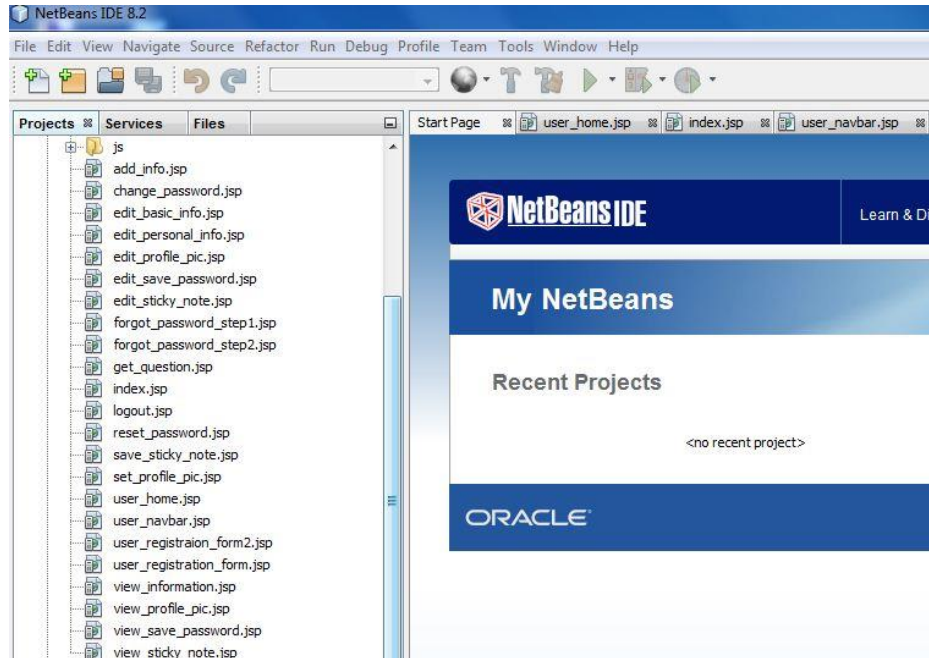 NetBeans IDE 8.2
File Edit View Navigate Source Refactor Run Debug Profile Team Tools Window Help
Projects Services Files
Start Page user_home.jsp index.jsp user_navbar.jsp
js
add_info.jsp
change_password.jsp
edit_basic_info.jsp
edit_personal_info.jsp
edit_profile_pic.jsp
edit_save_password.jsp
edit_sticky_note.jsp
forgot_password_step1.jsp
forgot_password_step2.jsp
get_question.jsp
index.jsp
logout.jsp
reset_password.jsp
save_sticky_note.jsp
set_profile_pic.jsp
user_home.jsp
user_navbar.jsp
user_registraion_form2.jsp
user_registration_form.jsp
view_information.jsp
view_profile_pic.jsp
view_save_password.jsp
view_sticky_note.jsp
NetBeans IDE
Learn & Di
My NetBeans
Recent Projects
<no recent project>
ORACLE